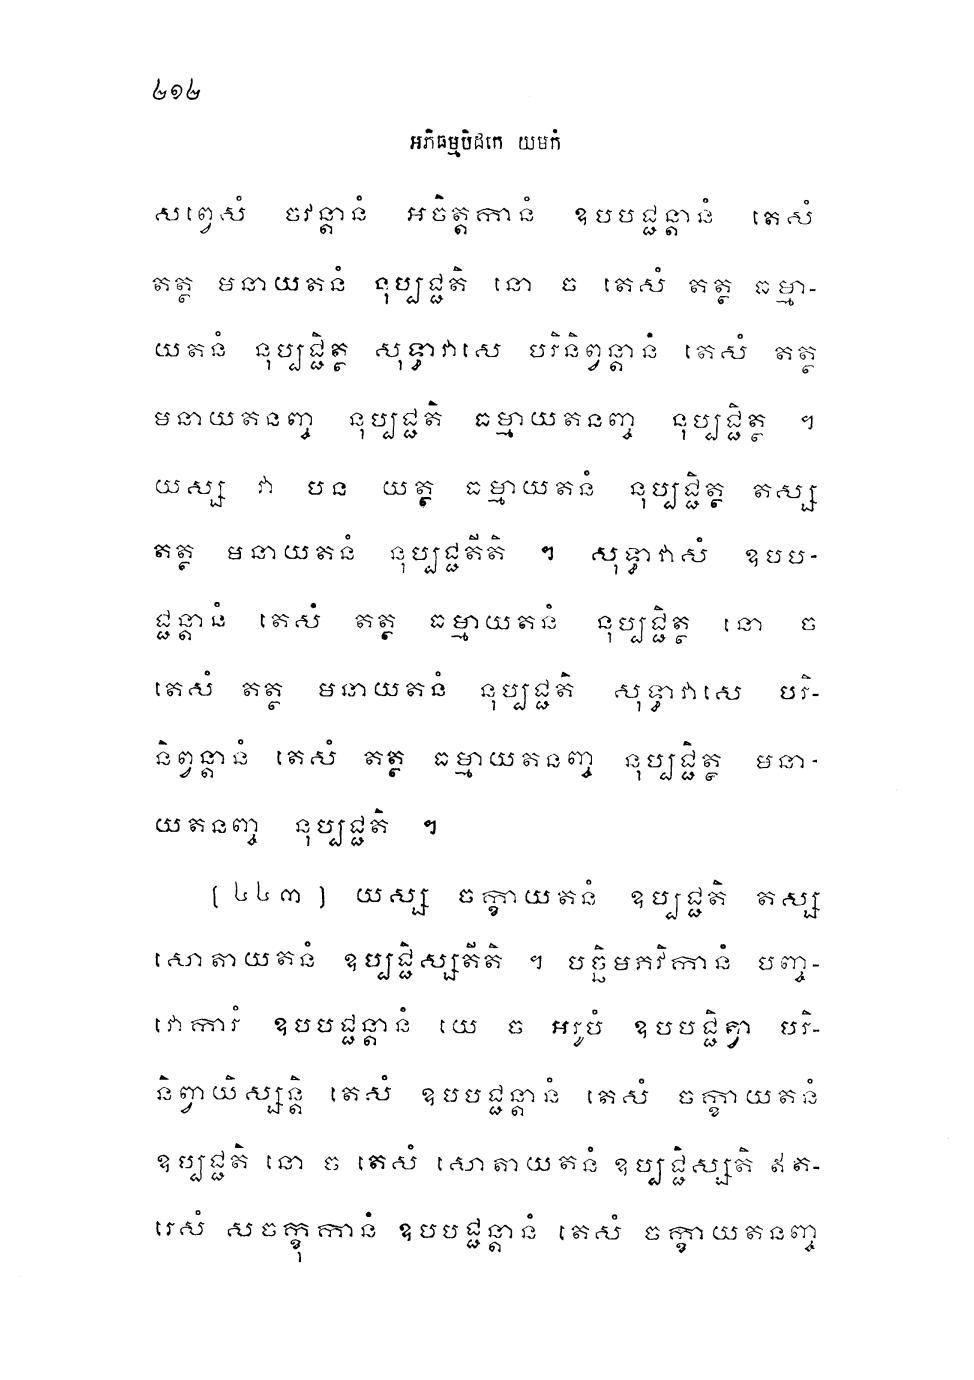 ៤១៤
អភិធម្មបិដកេ យមកំ
សព្វេសំ ចវន្តានំ អចិត្តកានំ ឧបបជ្ជន្តានំ តេសំ
តត្ថ មនាយតនំ នុប្បជ្ជតិ នោ ច តេសំ តត្ថ ធម្មា-
យតនំ នុប្បជ្ជិត្ថ សុទ្ធាវាសេ បរិនិព្វន្តានំ តេសំ តត្ថ
មនាយតនញ្ច នុប្បជ្ជតិ ធម្មាយតនញ្ច នុប្បជ្ជិត្ថ ។
យស្ស វា បន យត្ថ ធម្មាយតនំ នុប្បជ្ជិត្ថ តស្ស
តត្ថ មនាយតនំ នុប្បជ្ជតីតិ ។ សុទ្ធាវាសំ ឧបប-
ជ្ជន្តានំ តេសំ តត្ថ ធម្មាយតនំ នុប្បជ្ជិត្ថ នោ ច
តេសំ តត្ថ មនាយតនំ នុប្បជ្ជតិ សុទ្ធាវាសេ បរិ-
និព្វន្តានំ តេសំ តត្ថ ធម្មាយតនញ្ច នុប្បជ្ជិត្ថ មនា-
យតនញ្ច នុប្បជ្ជតិ ។
[ ៤៤៣ ] យស្ស ចក្ខាយតនំ ឧប្បជ្ជតិ តស្ស
សោតាយតនំ ឧប្បជ្ជិស្សតីតិ ។ បច្ឆិមភវិកានំ បញ្ច-
វោការំ ឧបបជ្ជន្តានំ យេ ច អរូបំ ឧបបជ្ជិត្វា បរិ-
និព្វាយិស្សន្តិ តេសំ ឧបបជ្ជន្តានំ តេសំ ចក្ខាយតនំ
ឧប្បជ្ជតិ នោ ច តេសំ សោតាយតនំ ឧប្បជ្ជិស្សតិ ឥត-
រេសំ សចក្ខុកានំ ឧបបជ្ជន្តានំ តេសំ ចក្ខាយតនញ្ច